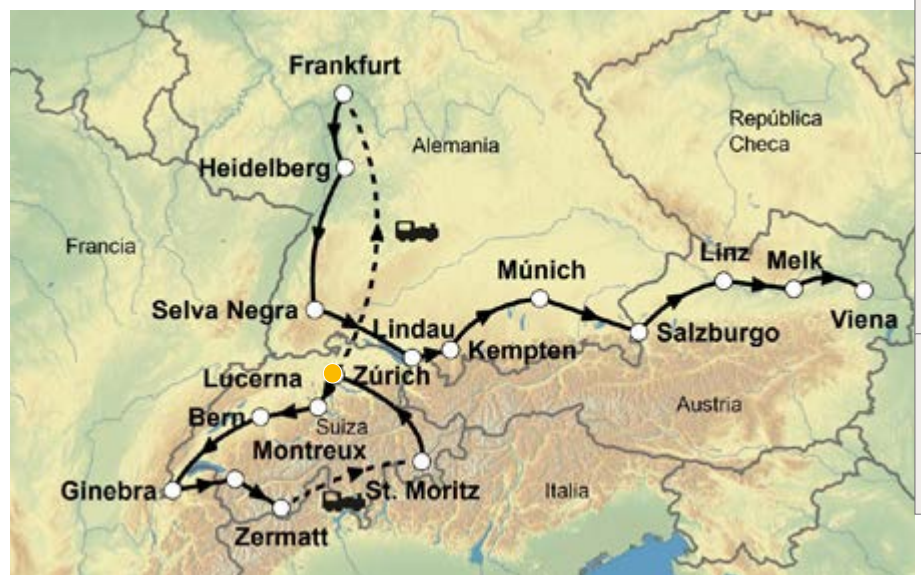 Frankfurt
Alemania
República
Checa
Heidelberg
Francia
Linz
Melk
Múnich
Selva Negra
Lindau
Viena
Salzburgo
Kempten
Zúrich
Lucerna
Bern
Suiza
Austria
Montreux
Ginebra
St. Moritz
Italia
Zermatt